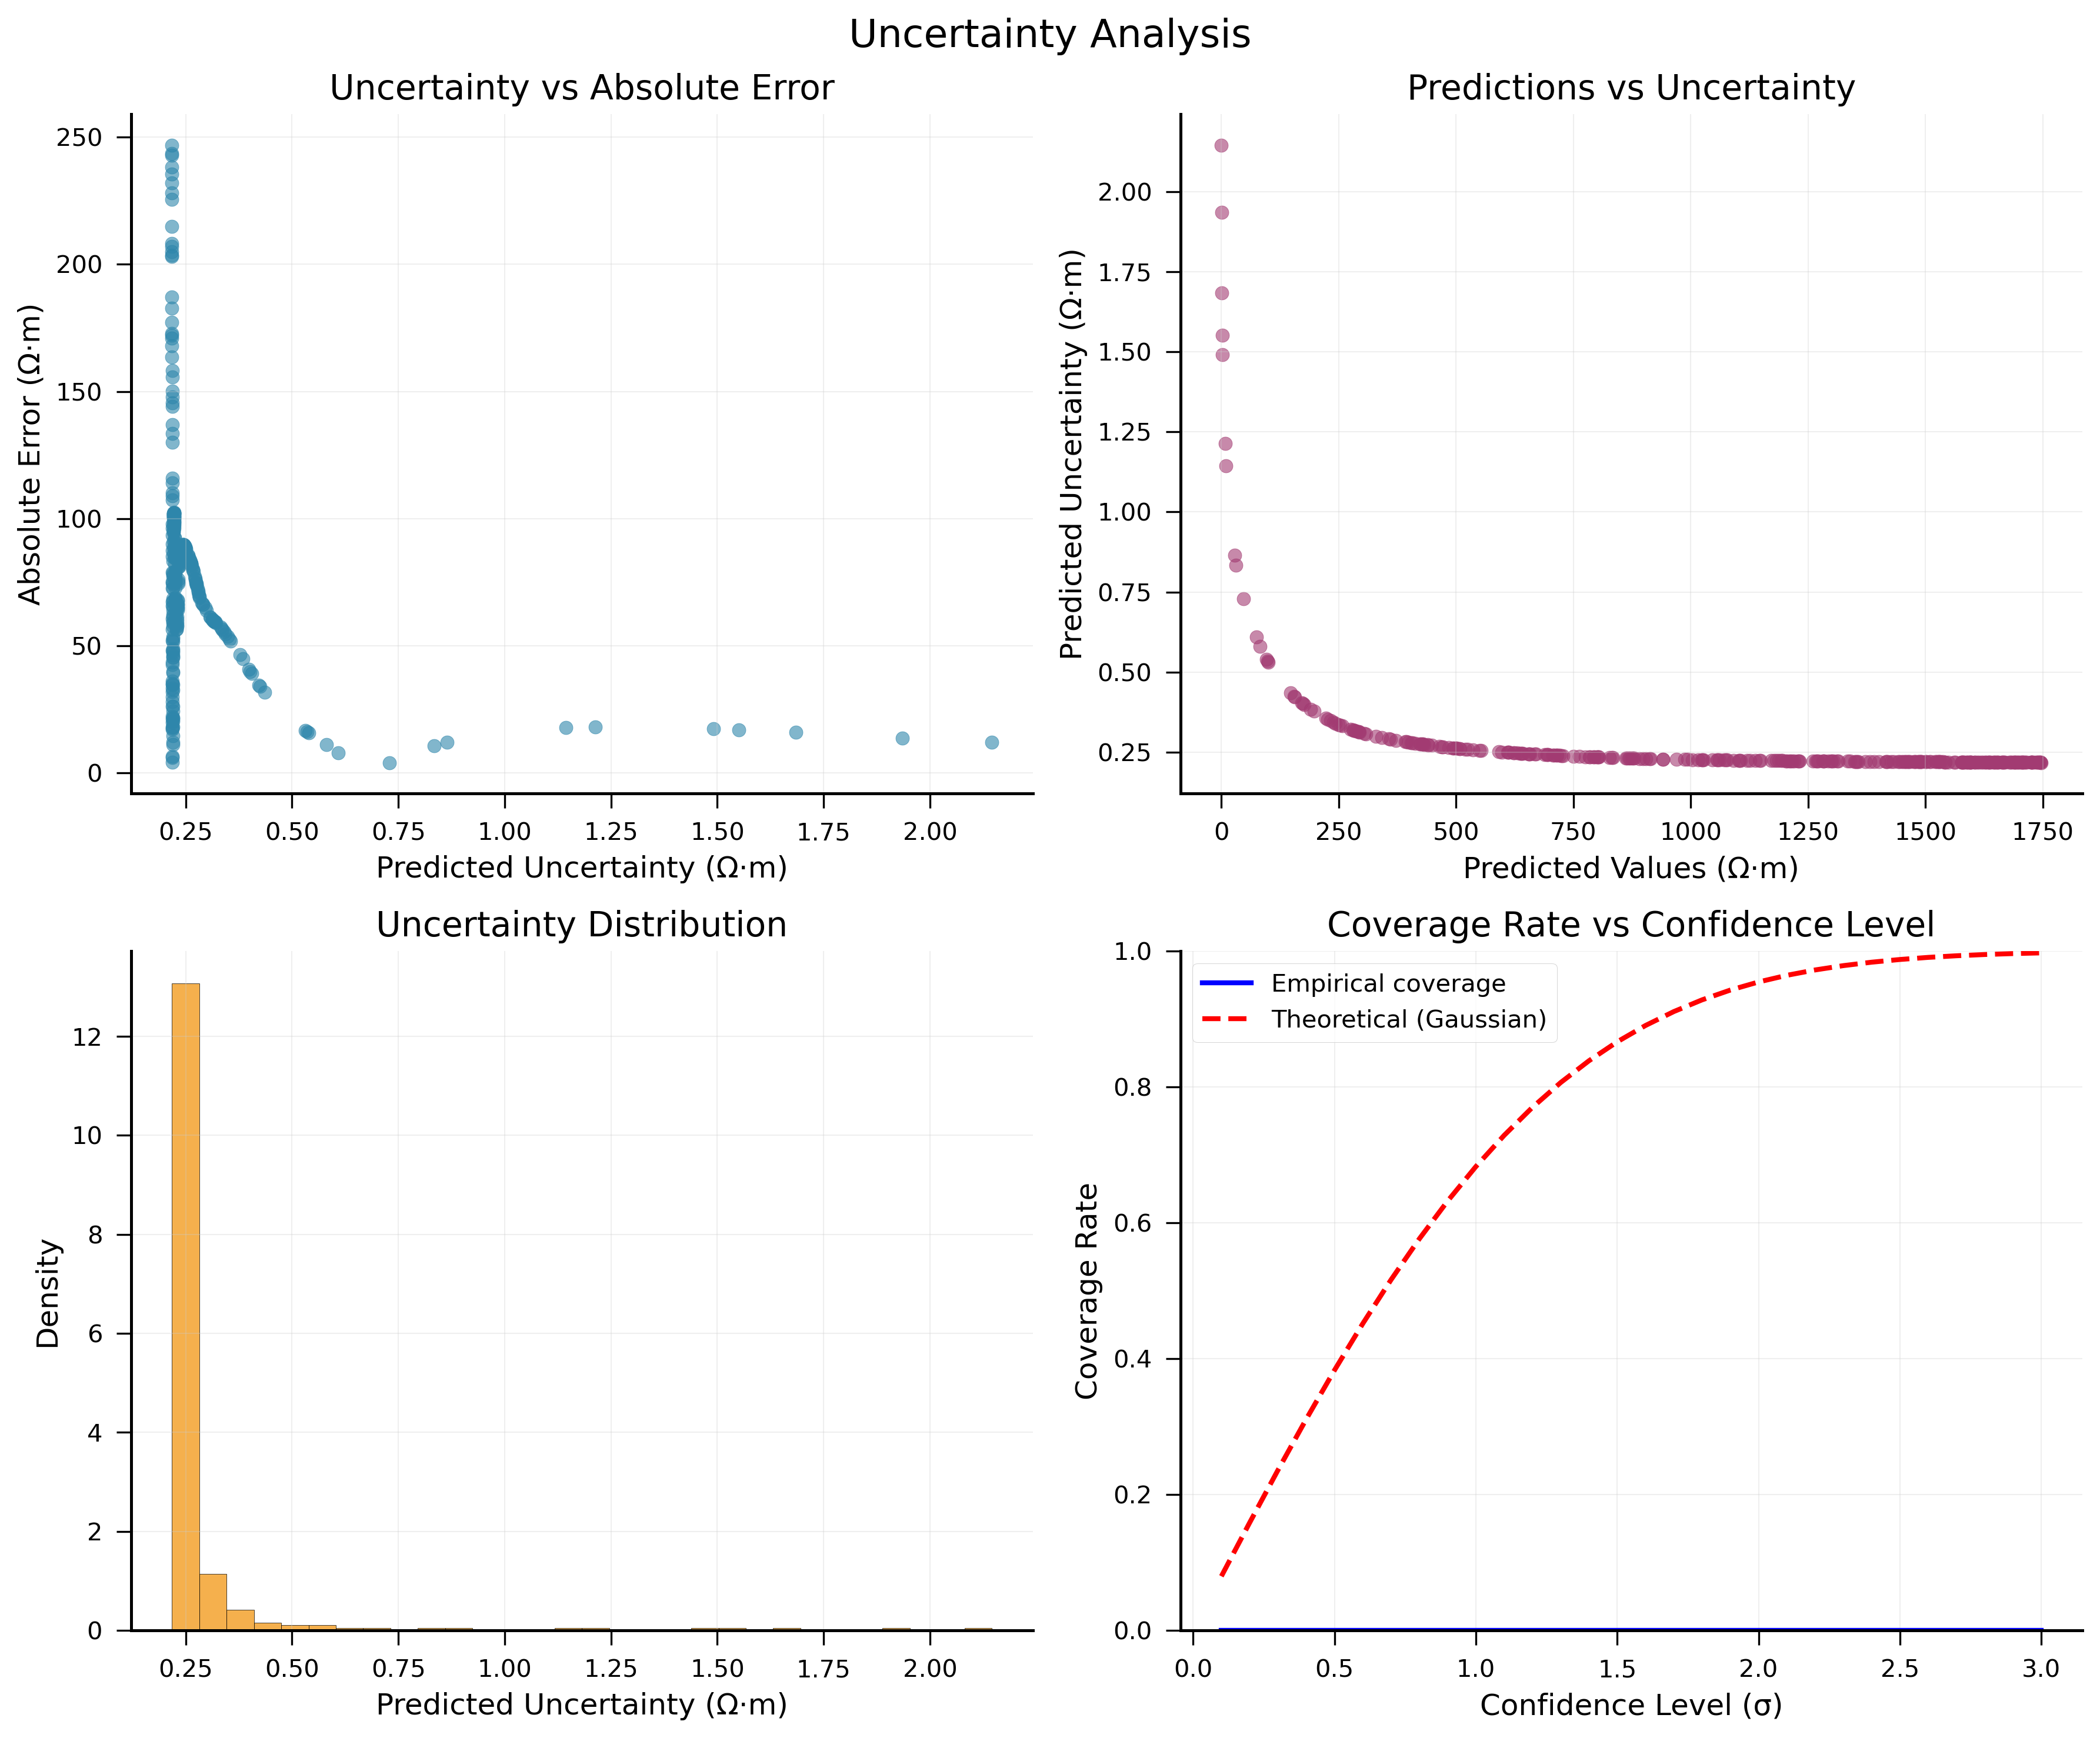 Uncertainty Analysis
Uncertainty vs Absolute Error
Absolute Error (Ω·m)
250
200
150
100
50
0
0.25 0.50 0.75 1.00 1.25 1.50 1.75 2.00
Predicted Uncertainty (Ω·m)
Predictions vs Uncertainty
Predicted Uncertainty (Ω·m)
2.00
1.75
1.50
1.25
1.00
0.75
0.50
0.25
0 250 500 750 1000 1250 1500 1750
Predicted Values (Ω·m)
Uncertainty Distribution
Density
12
10
8
6
4
2
0
0.25 0.50 0.75 1.00 1.25 1.50 1.75 2.00
Predicted Uncertainty (Ω·m)
Coverage Rate vs Confidence Level
Empirical coverage
Theoretical (Gaussian)
Coverage Rate
1.0
0.8
0.6
0.4
0.2
0.0
0.0 0.5 1.0 1.5 2.0 2.5 3.0
Confidence Level (σ)